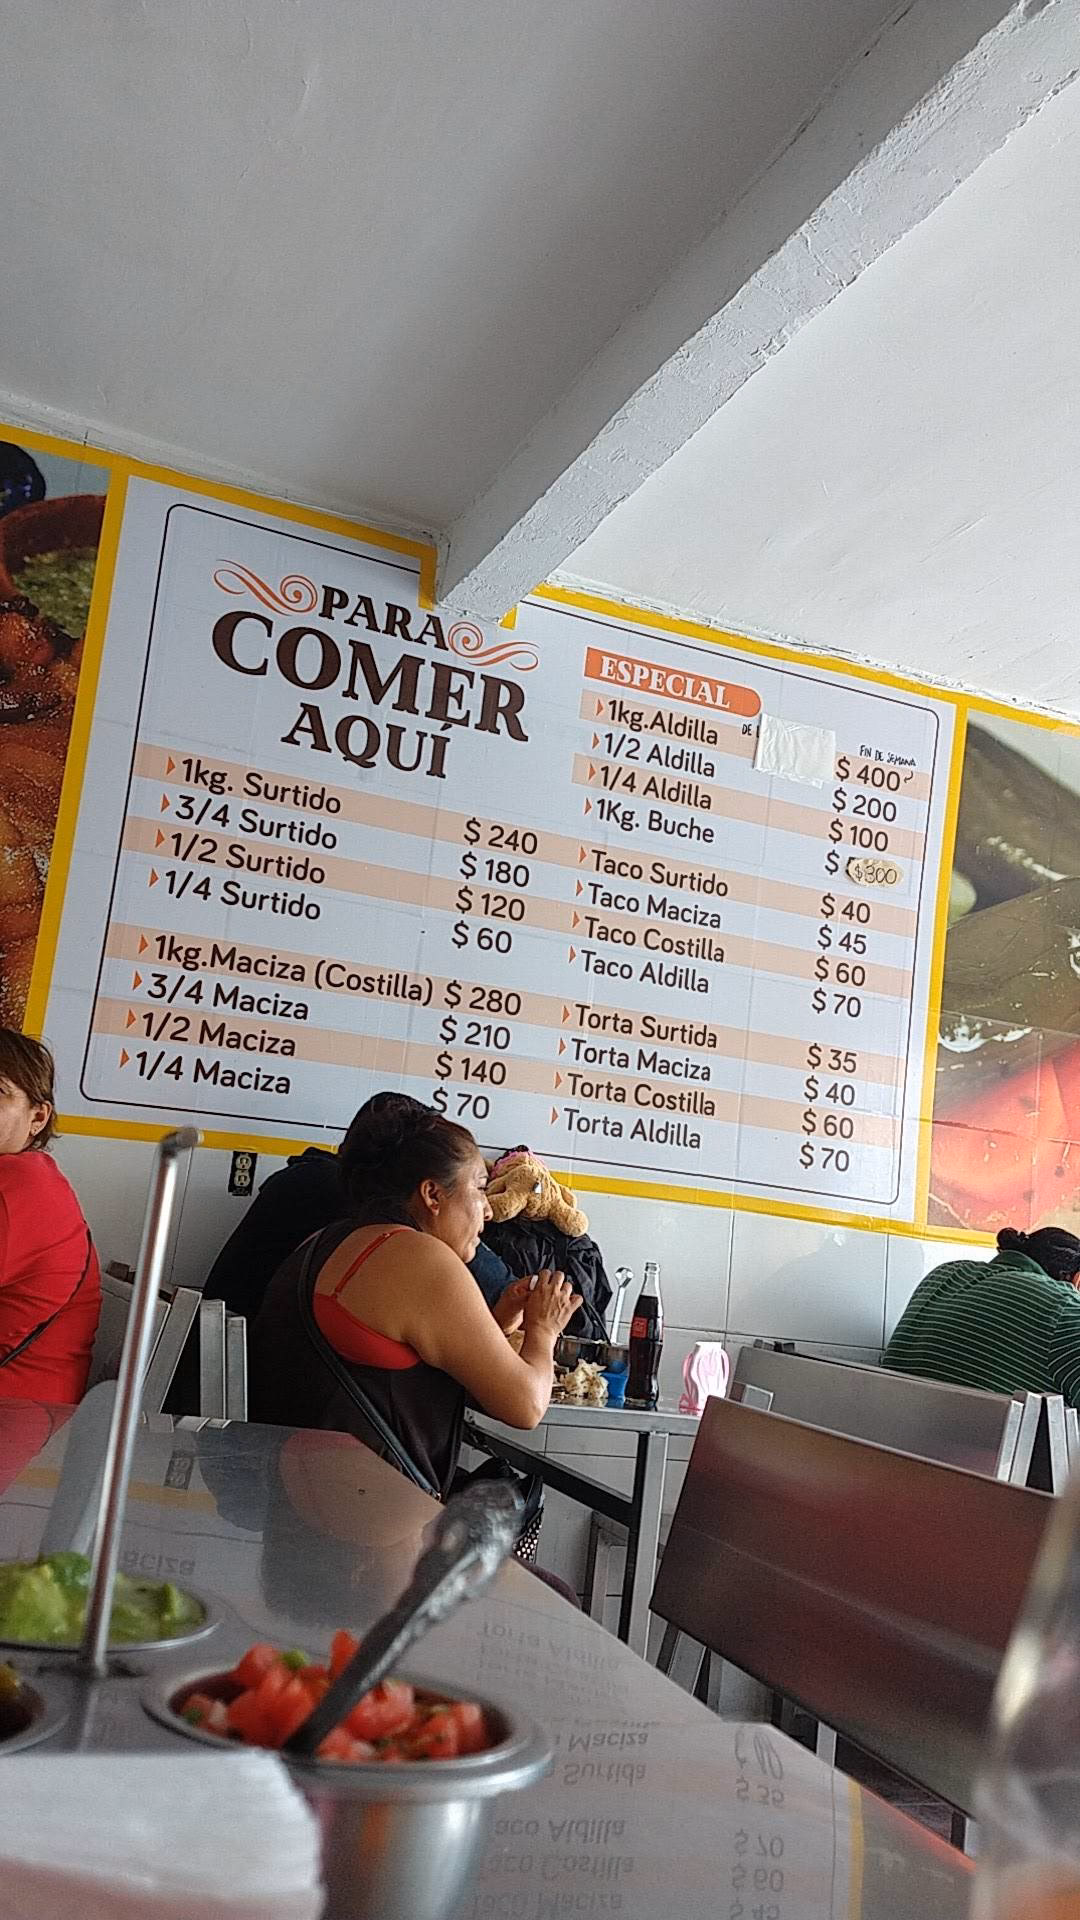 PARA
COMER
AQUÍ
1kg. Surtido $240
3/4 Surtido $180
1/2 Surtido $120
1/4 Surtido $60
1kg.Maciza (Costilla) $280
3/4 Maciza $210
1/2 Maciza $140
1/4 Maciza $70
ESPECIAL
DE
FIN DE SEMANA
1kg.Aldilla $400
1/2 Aldilla $200
1/4 Aldilla $100
1Kg. Buche $ $300
Taco Surtido $40
Taco Maciza $45
Taco Costilla $60
Taco Aldilla $70
Torta Surtida $35
Torta Maciza $40
Torta Costilla $60
Torta Aldilla $70